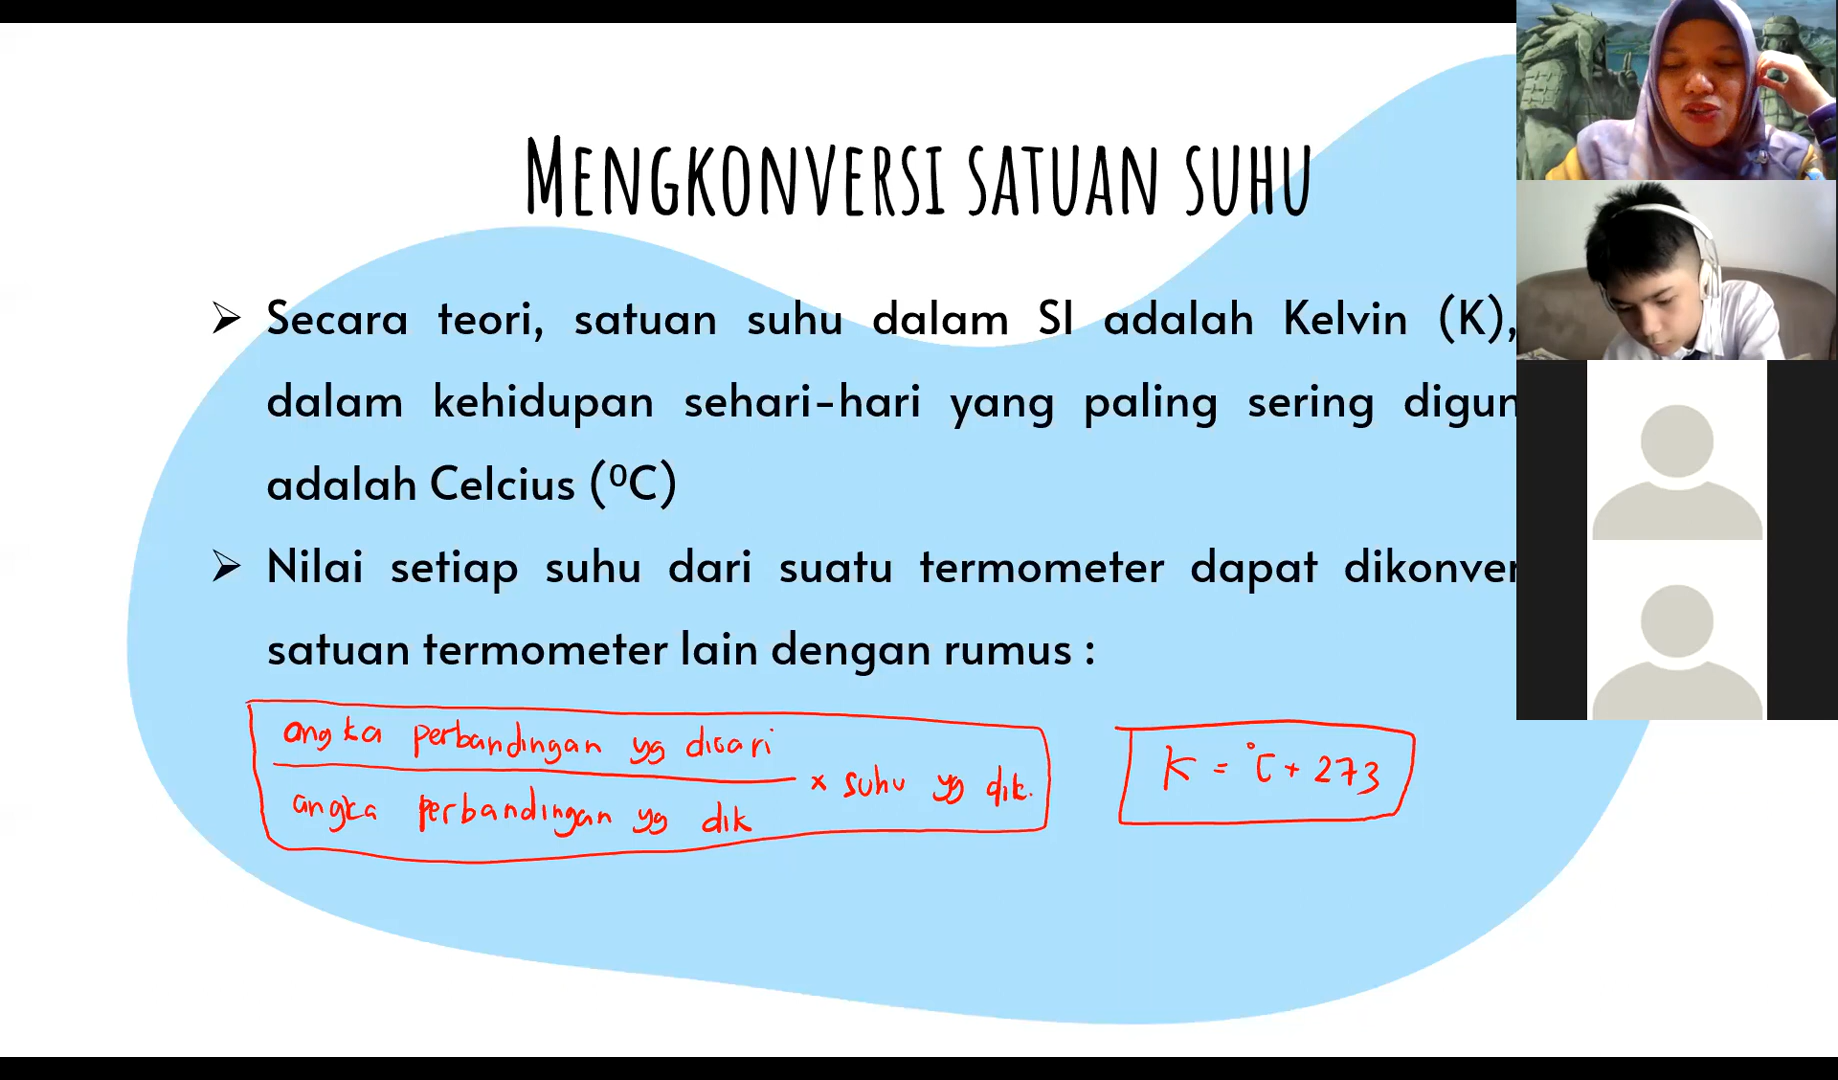 MENGKONVERSI SATUAN SUHU
➢ Secara teori, satuan suhu dalam SI adalah Kelvin (K),
dalam kehidupan sehari-hari yang paling sering digun
adalah Celcius (⁰C)
➢ Nilai setiap suhu dari suatu termometer dapat dikonver
satuan termometer lain dengan rumus :
angka perbandingan yg dicari
angka perbandingan yg dik
x suhu yg dik.
K = °C + 273